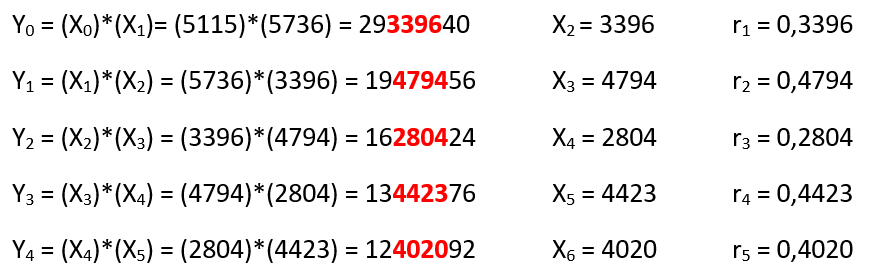 Y₀ = (X₀)*(X₁)= (5115)*(5736) = 29339640 X₂ = 3396 r₁ = 0,3396
Y₁ = (X₁)*(X₂) = (5736)*(3396) = 19479456 X₃ = 4794 r₂ = 0,4794
Y₂ = (X₂)*(X₃) = (3396)*(4794) = 16280424 X₄ = 2804 r₃ = 0,2804
Y₃ = (X₃)*(X₄) = (4794)*(2804) = 13442376 X₅ = 4423 r₄ = 0,4423
Y₄ = (X₄)*(X₅) = (2804)*(4423) = 12402092 X₆ = 4020 r₅ = 0,4020